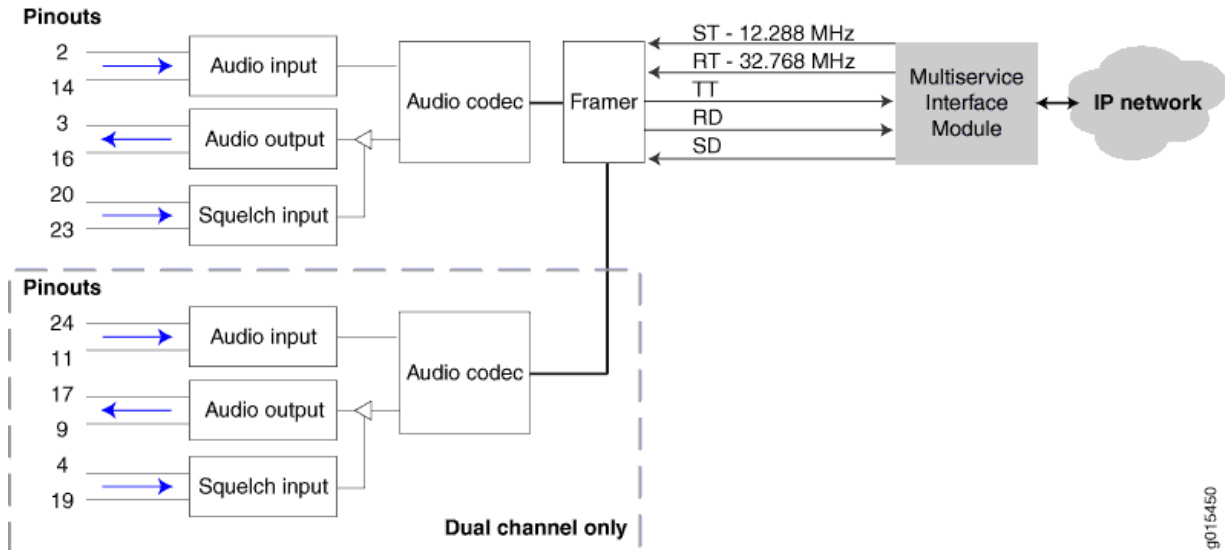 Pinouts
2
14
Audio input
3
16
Audio output
20
23
Squelch input
Audio codec
Framer
ST - 12.288 MHz
RT - 32.768 MHz
TT
RD
SD
Multiservice
Interface
Module
IP network
Pinouts
24
11
Audio input
17
9
Audio output
4
19
Squelch input
Audio codec
Dual channel only
g015450